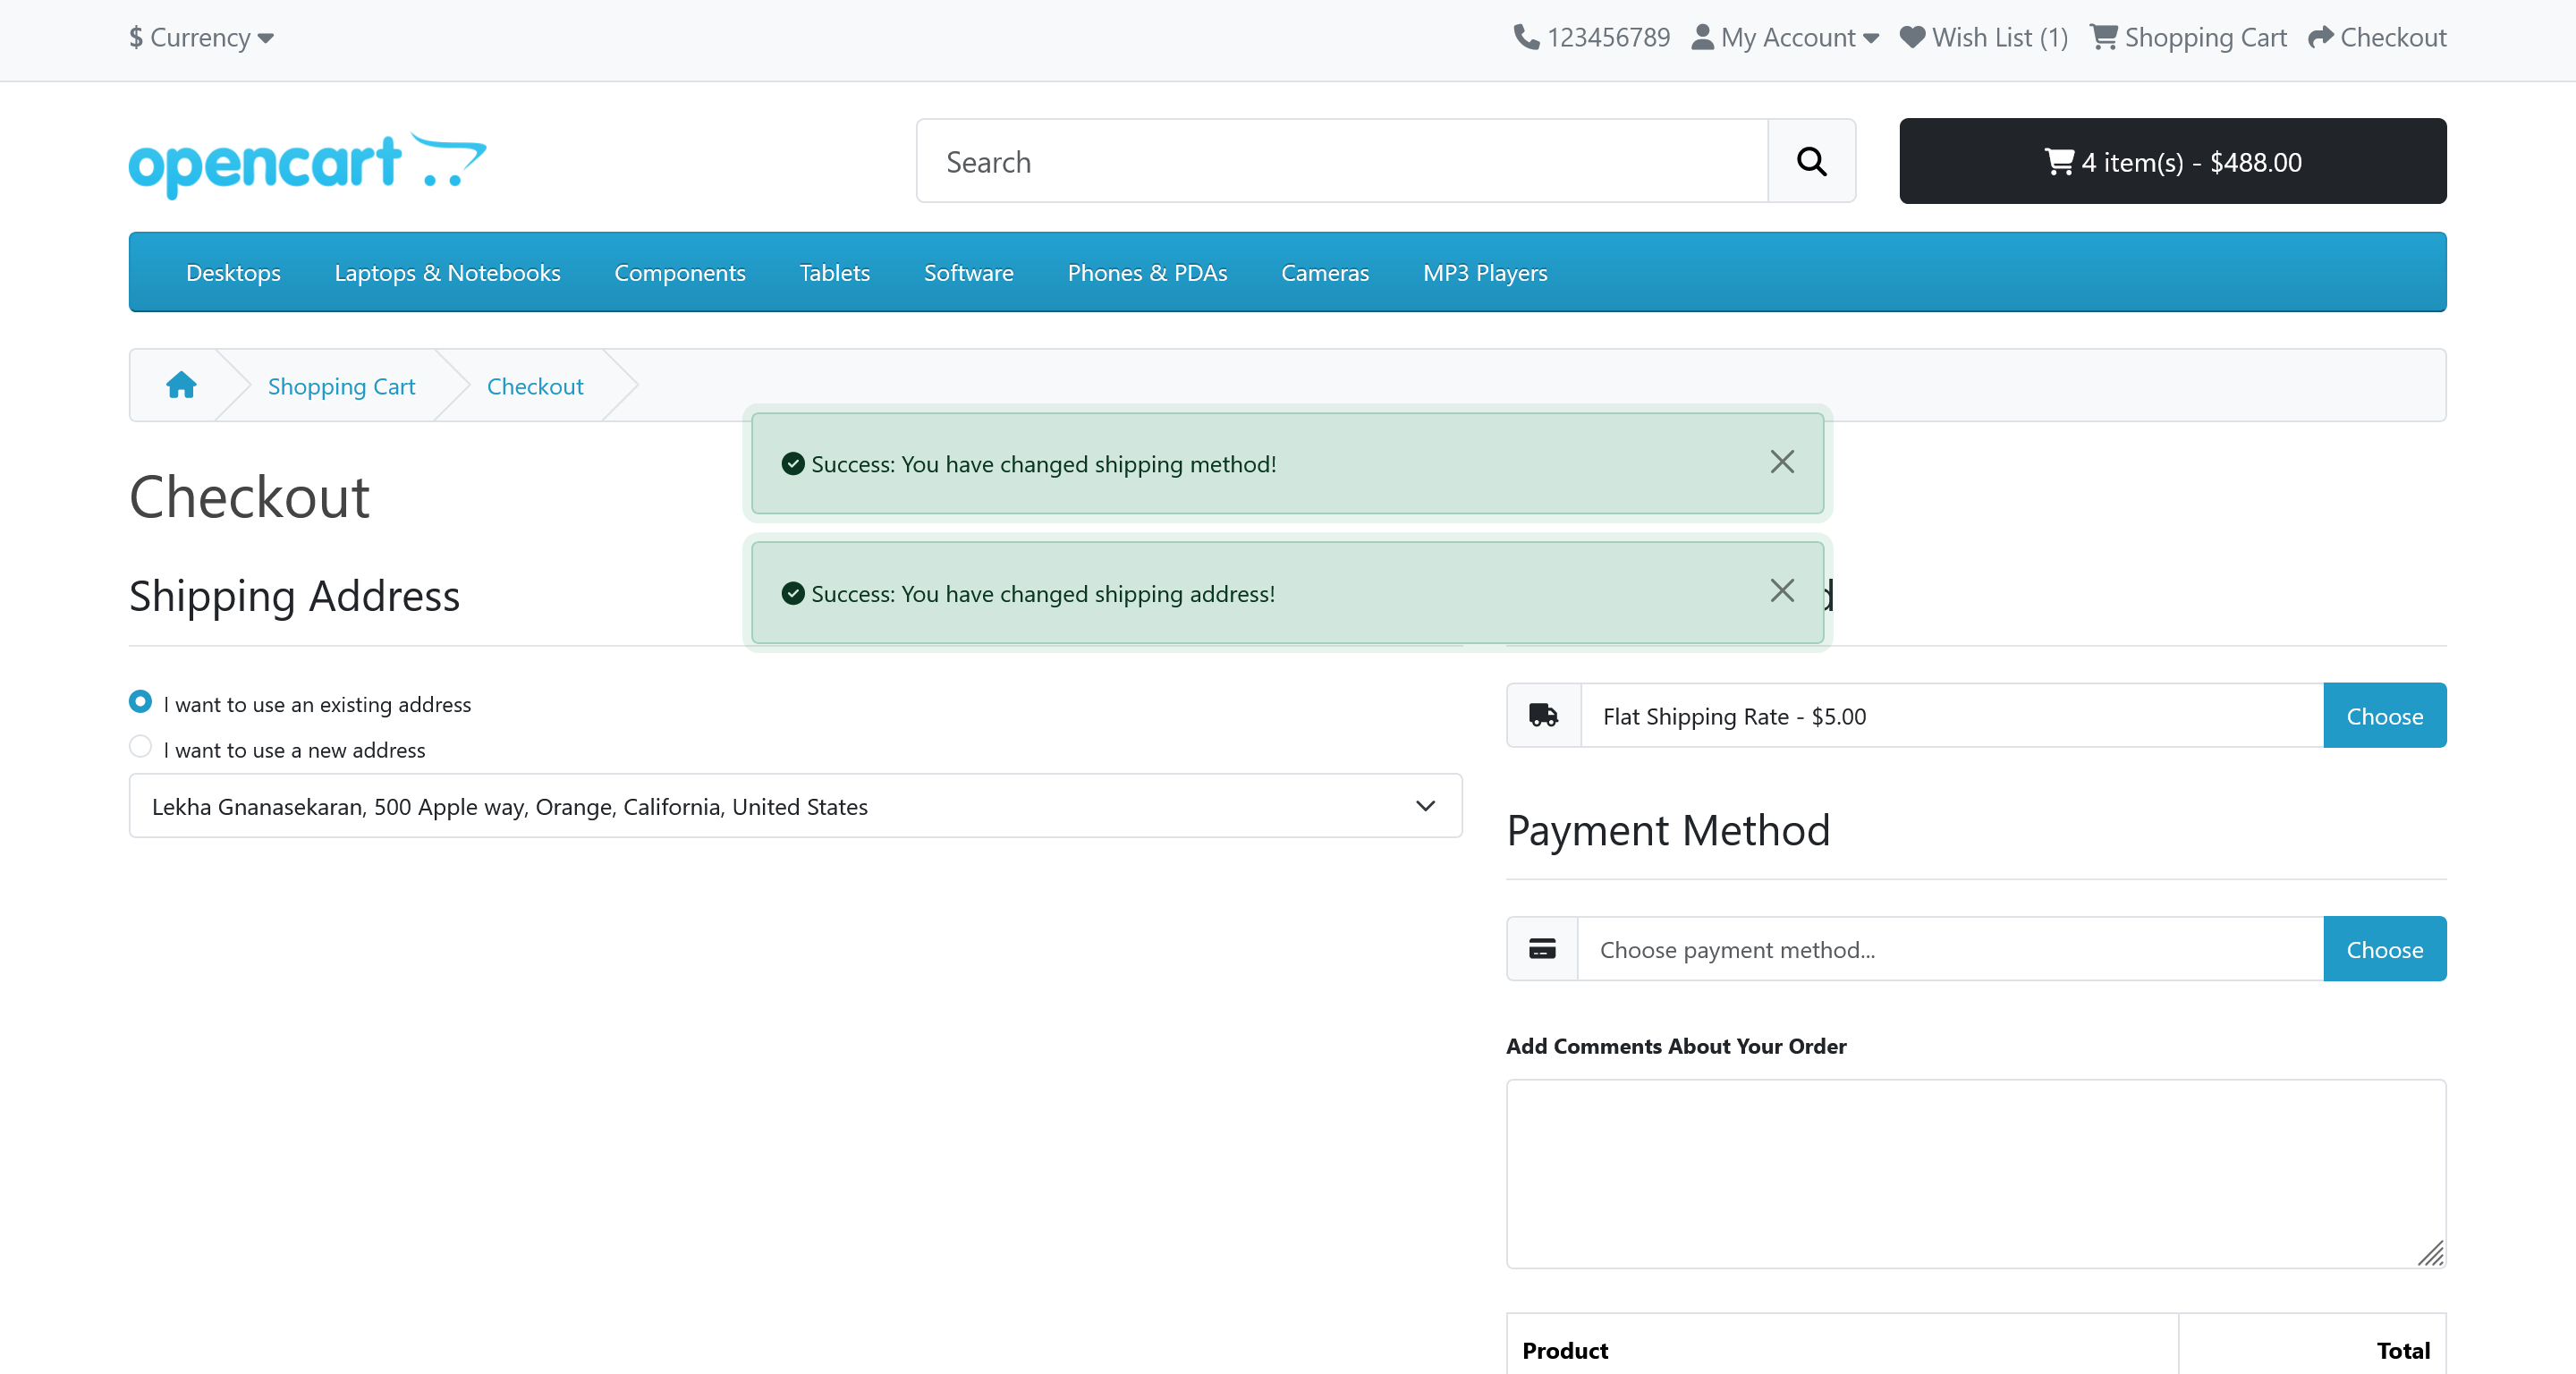 $ Currency
123456789 My Account Wish List (1) Shopping Cart Checkout
opencart
Search
4 item(s) - $488.00
Desktops Laptops & Notebooks Components Tablets Software Phones & PDAs Cameras MP3 Players
Shopping Cart Checkout
Success: You have changed shipping method!
Checkout
Success: You have changed shipping address!
Shipping Address
I want to use an existing address
I want to use a new address
Lekha Gnanasekaran, 500 Apple way, Orange, California, United States
Flat Shipping Rate - $5.00 Choose
Payment Method
Choose payment method... Choose
Add Comments About Your Order
Product Total